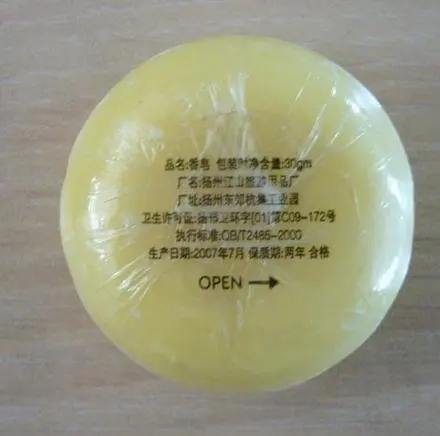 品名:香皂 包装时净含量:30gm
厂名:扬州江山旅游用品厂
厂址:扬州东郊杭集工业园
卫生许可证:扬卫环字[01]第C09-172号
执行标准:QB/T2485-2000
生产日期:2007年7月 保质期:两年 合格
OPEN →